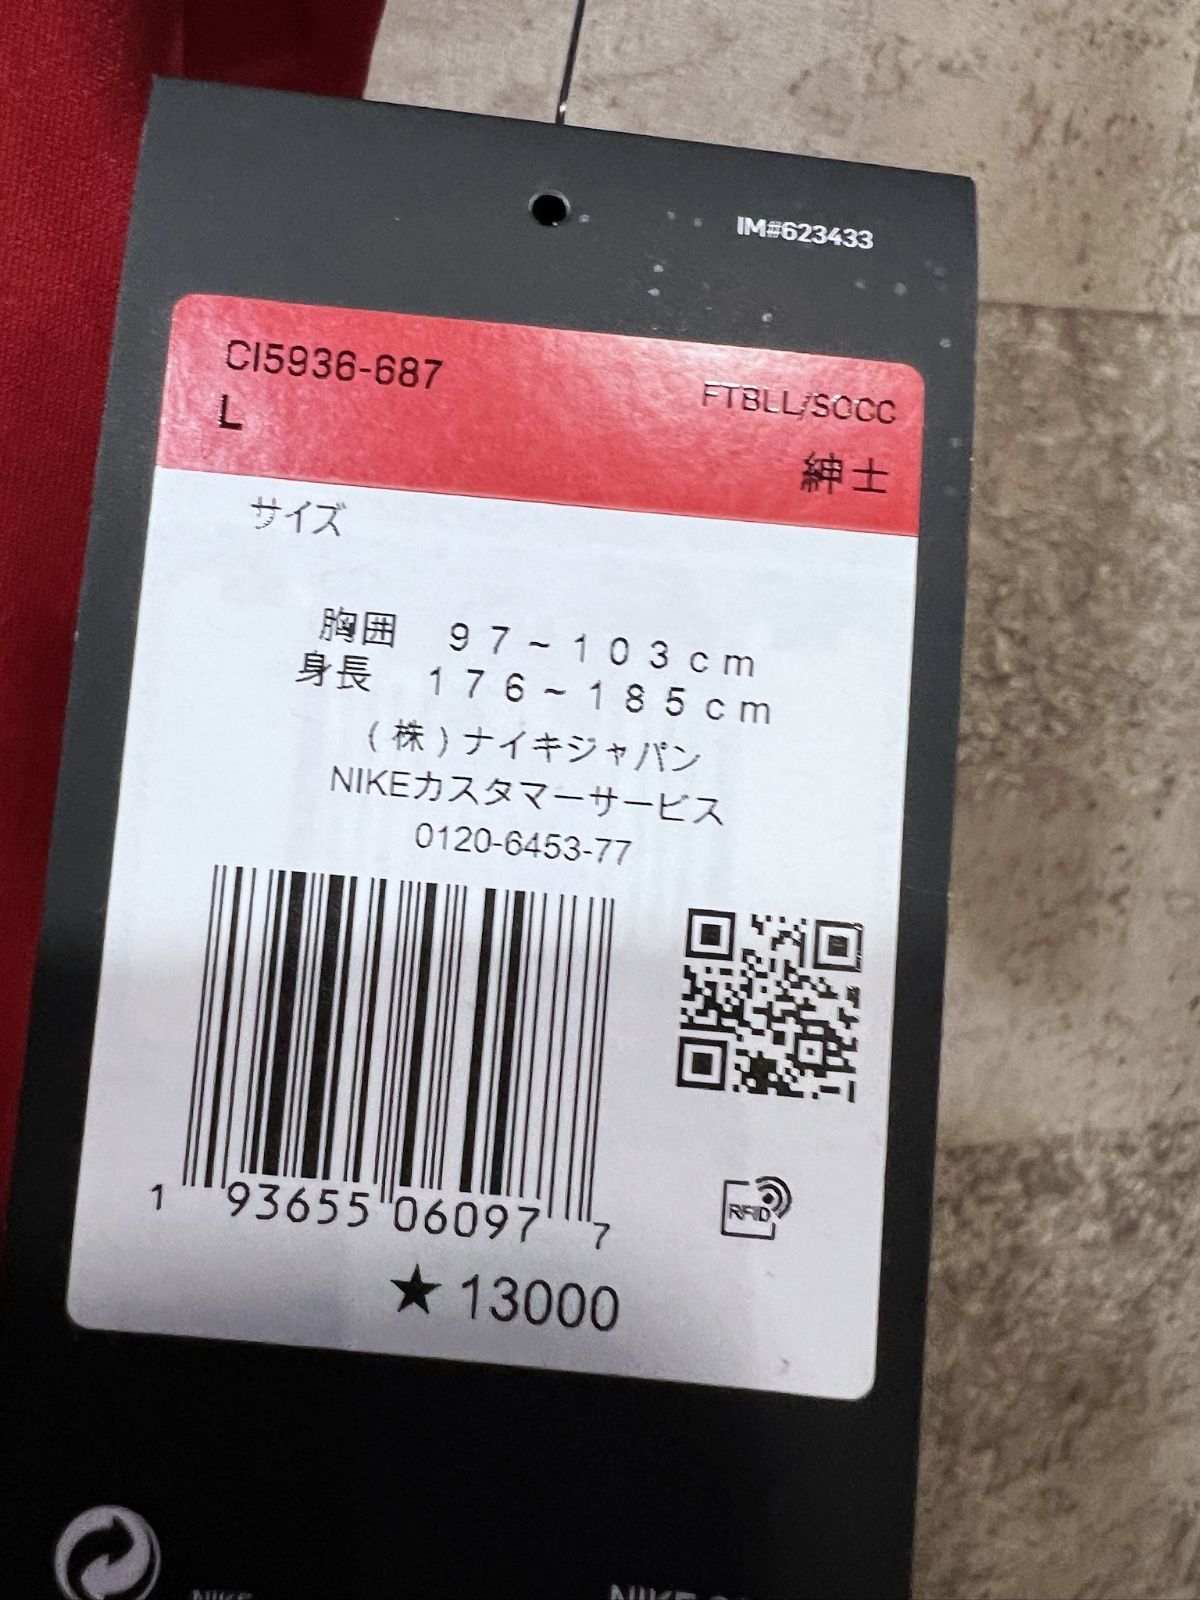 IM#623433
CI5936-687
FTBLL/SOCC
L
紳士
サイズ
胸囲 97~103cm
身長 176~185cm
(株)ナイキジャパン
NIKEカスタマーサービス
0120-6453-77
RFID
1 93655 06097 7
★13000
NIKE
NIKE